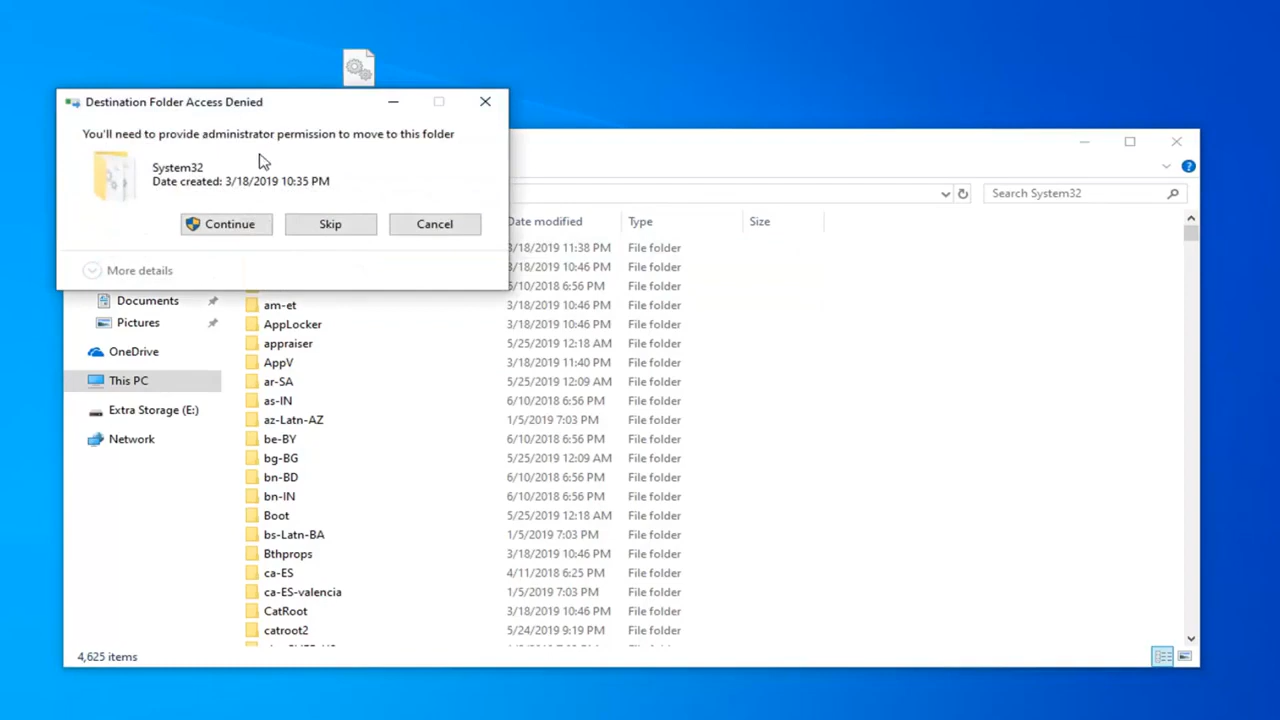 Destination Folder Access Denied
You'll need to provide administrator permission to move to this folder
System32
Date created: 3/18/2019 10:35 PM
Continue Skip Cancel
More details
Search System32
Date modified Type Size
3/18/2019 11:38 PM File folder
3/18/2019 10:46 PM File folder
6/10/2018 6:56 PM File folder
am-et 3/18/2019 10:46 PM File folder
AppLocker 3/18/2019 10:46 PM File folder
appraiser 5/25/2019 12:18 AM File folder
AppV 3/18/2019 11:40 PM File folder
ar-SA 5/25/2019 12:09 AM File folder
as-IN 6/10/2018 6:56 PM File folder
az-Latn-AZ 1/5/2019 7:03 PM File folder
be-BY 6/10/2018 6:56 PM File folder
bg-BG 5/25/2019 12:09 AM File folder
bn-BD 6/10/2018 6:56 PM File folder
bn-IN 6/10/2018 6:56 PM File folder
Boot 5/25/2019 12:18 AM File folder
bs-Latn-BA 1/5/2019 7:03 PM File folder
Bthprops 3/18/2019 10:46 PM File folder
ca-ES 4/11/2018 6:25 PM File folder
ca-ES-valencia 1/5/2019 7:03 PM File folder
CatRoot 3/18/2019 10:46 PM File folder
catroot2 5/24/2019 9:19 PM File folder
Documents
Pictures
OneDrive
This PC
Extra Storage (E:)
Network
4,625 items